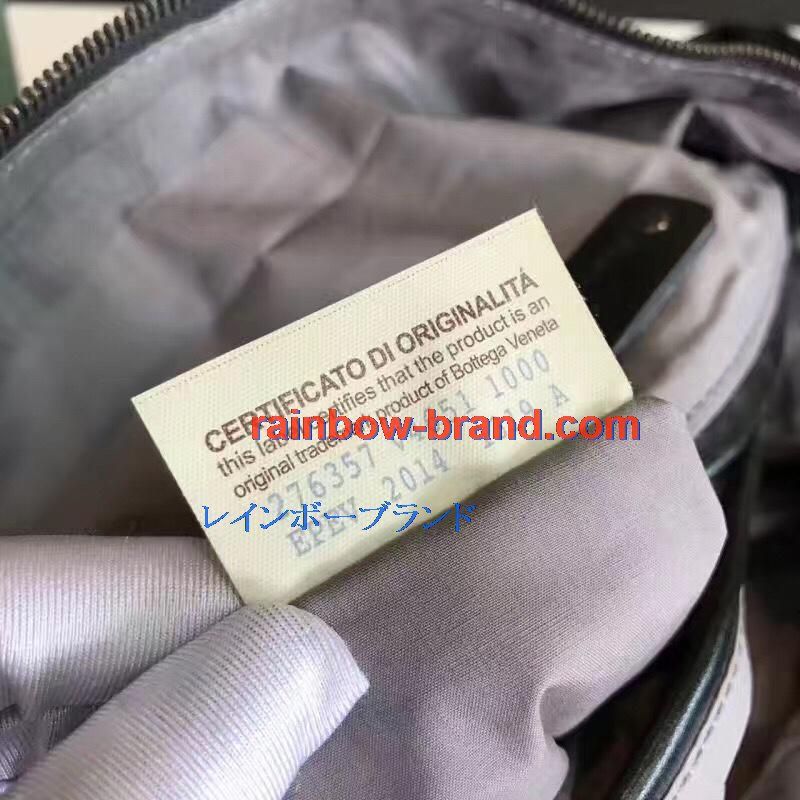 CERTIFICATO DI ORIGINALITÁ
this label certifies that the product is an
original trademark product of Bottega Veneta
276357 1000
2014 A
rainbow-brand.com
レインボーブランド